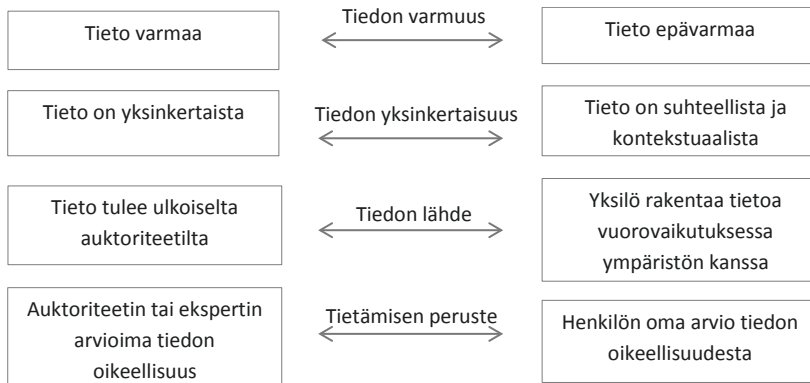 Tieto varmaa
Tiedon varmuus
Tieto epävarmaa
Tieto on yksinkertaista
Tiedon yksinkertaisuus
Tieto on suhteellista ja
kontekstuaalista
Tieto tulee ulkoiselta
auktoriteetilta
Tiedon lähde
Yksilö rakentaa tietoa
vuorovaikutuksessa
ympäristön kanssa
Auktoriteetin tai ekspertin
arvioima tiedon
oikeellisuus
Tietämisen peruste
Henkilön oma arvio tiedon
oikeellisuudesta